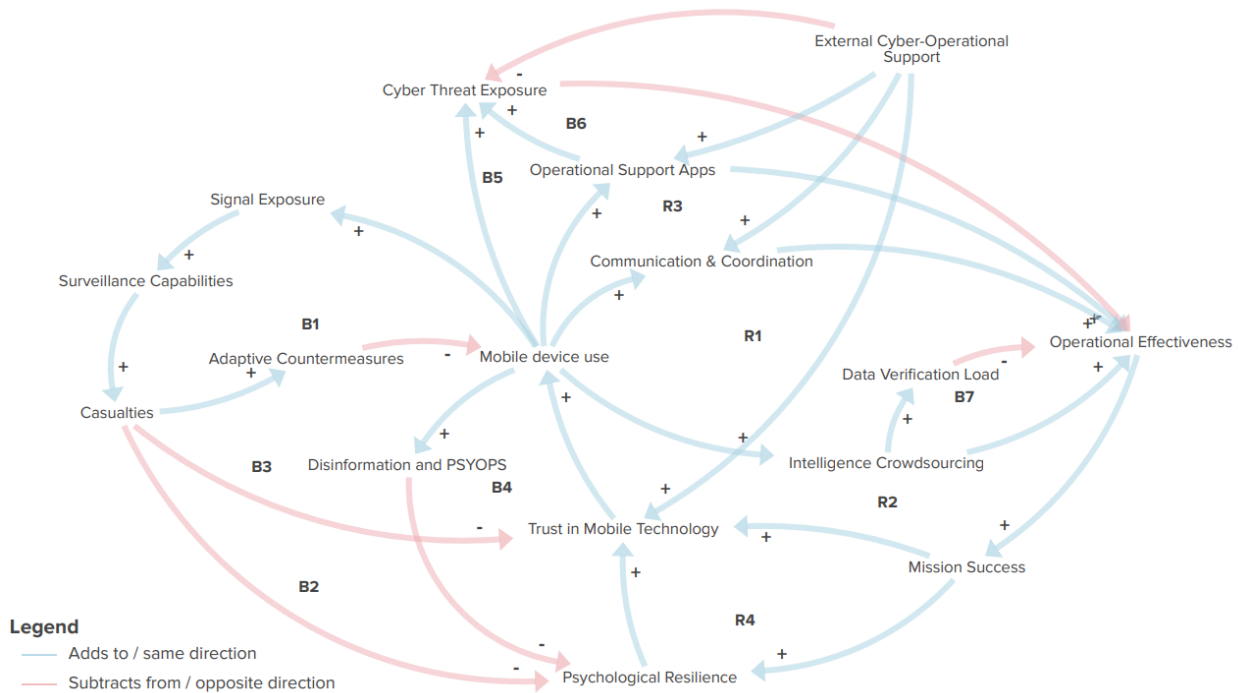 External Cyber-Operational
Support
-
Cyber Threat Exposure
+
B6
+
+
Operational Support Apps
B5
Signal Exposure
R3
+
+
+
+
Communication & Coordination
Surveillance Capabilities
+
B1
R1
+
-
Operational Effectiveness
Adaptive Countermeasures
-
Mobile device use
-
+
+
+
Data Verification Load
B7
+
Casualties
+
+
+
Disinformation and PSYOPS
Intelligence Crowdsourcing
B3
B4
+
R2
-
Trust in Mobile Technology
+
+
Mission Success
+
B2
R4
Legend
Adds to / same direction
-
+
Subtracts from / opposite direction
-
Psychological Resilience